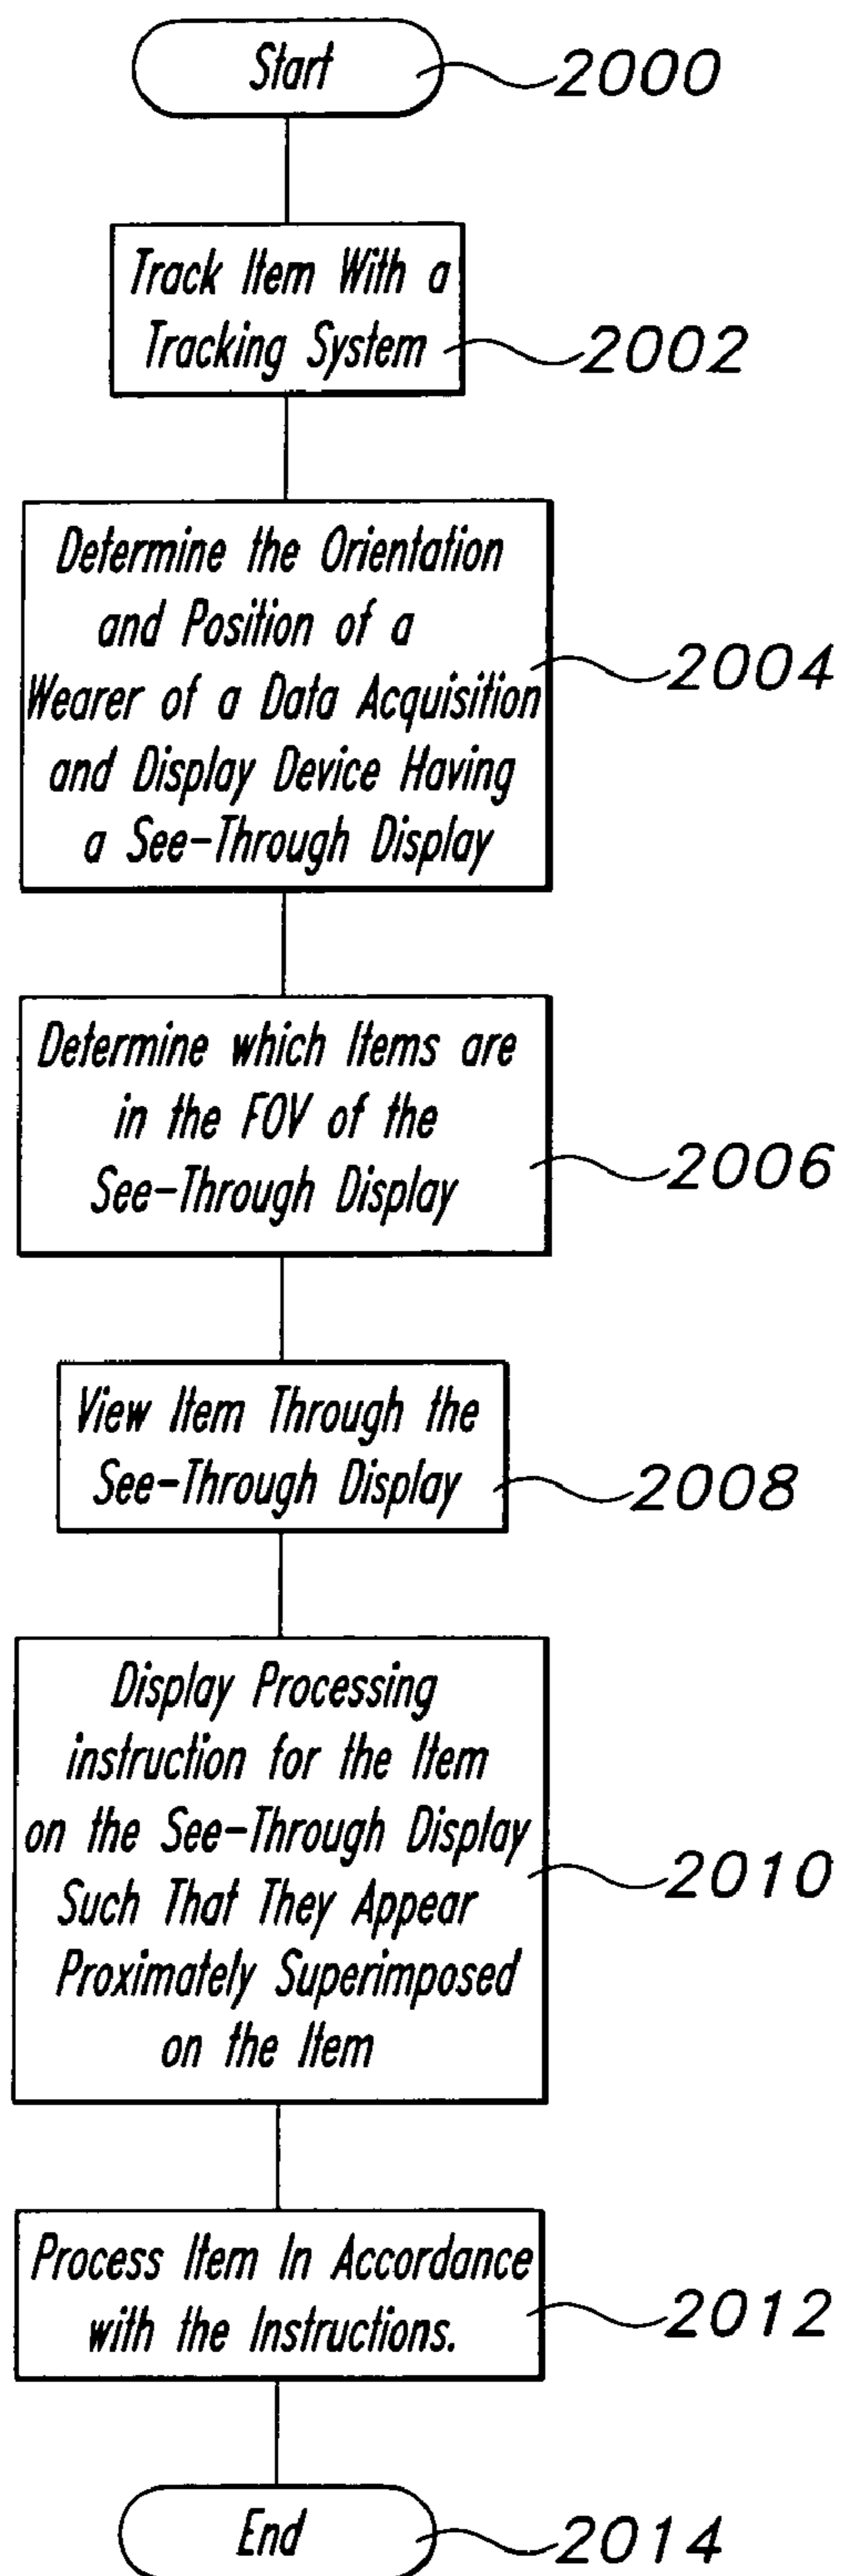 Start
2000
Track Item With a
Tracking System
2002
Determine the Orientation
and Position of a
Wearer of a Data Acquisition
and Display Device Having
a See-Through Display
2004
Determine which Items are
in the FOV of the
See-Through Display
2006
View Item Through the
See-Through Display
2008
Display Processing
instruction for the Item
on the See-Through Display
Such That They Appear
Proximately Superimposed
on the Item
2010
Process Item In Accordance
with the Instructions.
2012
End
2014